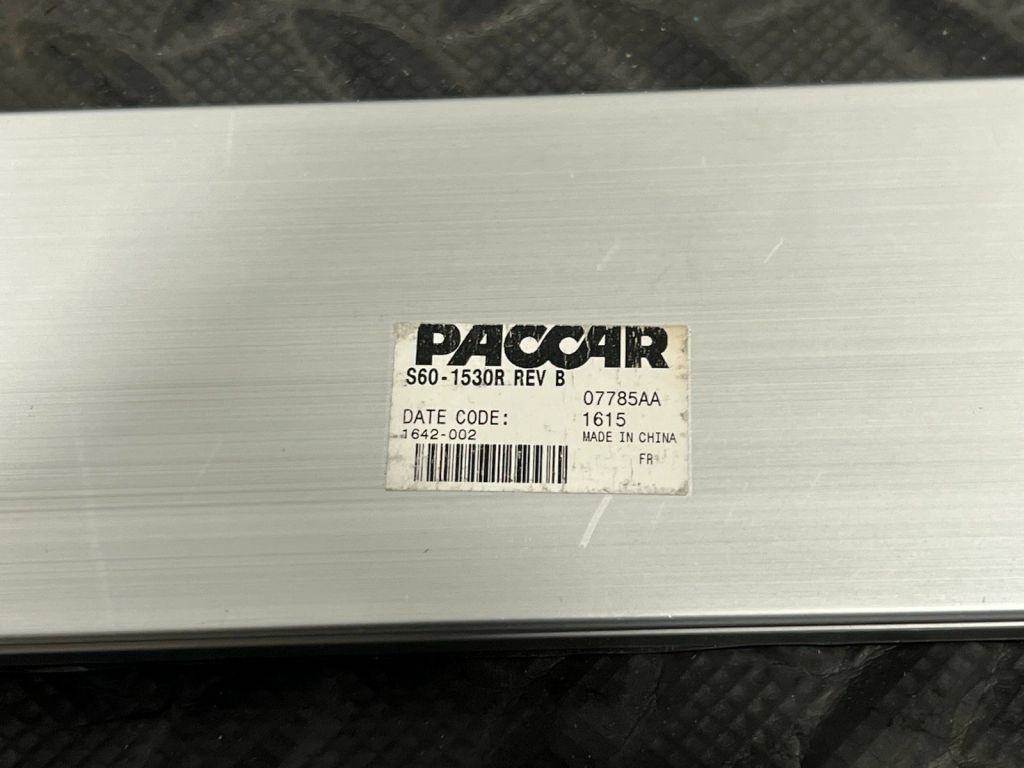 PACCAR
S60-1530R REV B
07785AA
DATE CODE: 1615
1642-002 MADE IN CHINA
FR